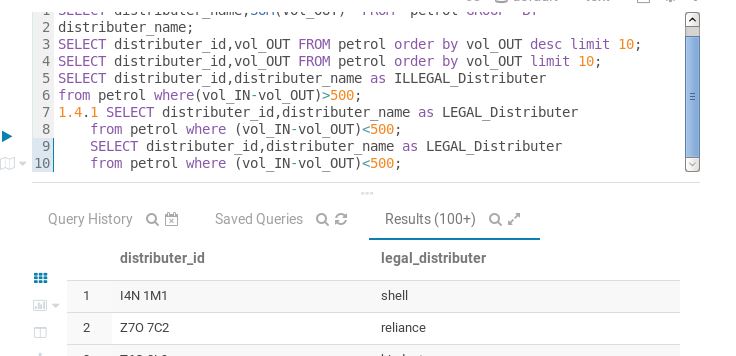 1 SELECT distributer_name,SUM(vol_OUT) FROM petrol GROUP BY
2 distributer_name;
3 SELECT distributer_id,vol_OUT FROM petrol order by vol_OUT desc limit 10;
4 SELECT distributer_id,vol_OUT FROM petrol order by vol_OUT limit 10;
5 SELECT distributer_id,distributer_name as ILLEGAL_Distributer
6 from petrol where(vol_IN-vol_OUT)>500;
7 1.4.1 SELECT distributer_id,distributer_name as LEGAL_Distributer
8 from petrol where (vol_IN-vol_OUT)<500;
9 SELECT distributer_id,distributer_name as LEGAL_Distributer
10 from petrol where (vol_IN-vol_OUT)<500;
Query History Saved Queries Results (100+)
distributer_id legal_distributer
1 I4N 1M1 shell
2 Z7O 7C2 reliance